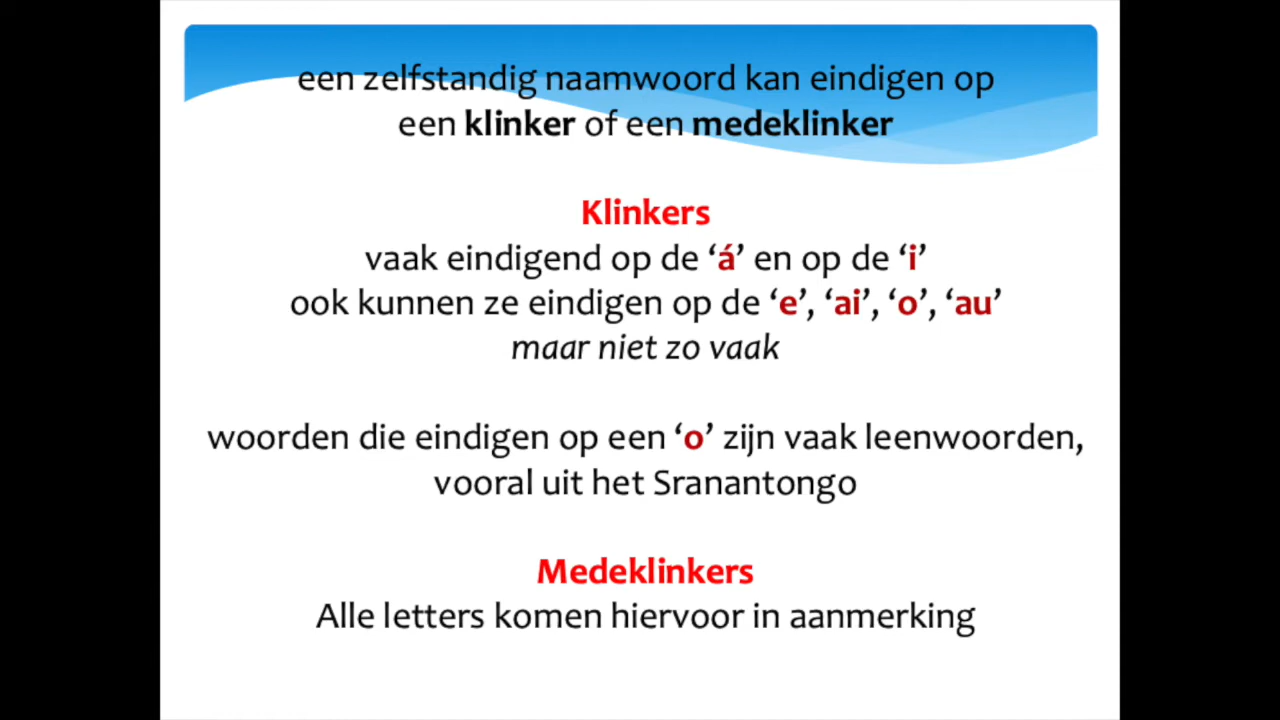 een zelfstandig naamwoord kan eindigen op
een klinker of een medeklinker
Klinkers
vaak eindigend op de ‘á’ en op de ‘i’
ook kunnen ze eindigen op de ‘e’, ‘ai’, ‘o’, ‘au’
maar niet zo vaak
woorden die eindigen op een ‘o’ zijn vaak leenwoorden,
vooral uit het Sranantongo
Medeklinkers
Alle letters komen hiervoor in aanmerking